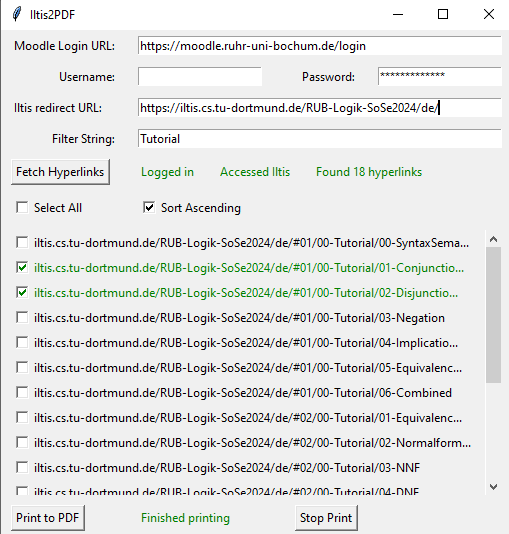 Iltis2PDF
Moodle Login URL: https://moodle.ruhr-uni-bochum.de/login
Username: Password: *************
Iltis redirect URL: https://iltis.cs.tu-dortmund.de/RUB-Logik-SoSe2024/de/
Filter String: Tutorial
Fetch Hyperlinks Logged in Accessed Iltis Found 18 hyperlinks
Select All Sort Ascending
iltis.cs.tu-dortmund.de/RUB-Logik-SoSe2024/de/#01/00-Tutorial/00-SyntaxSema...
iltis.cs.tu-dortmund.de/RUB-Logik-SoSe2024/de/#01/00-Tutorial/01-Conjunctio...
iltis.cs.tu-dortmund.de/RUB-Logik-SoSe2024/de/#01/00-Tutorial/02-Disjunctio...
iltis.cs.tu-dortmund.de/RUB-Logik-SoSe2024/de/#01/00-Tutorial/03-Negation
iltis.cs.tu-dortmund.de/RUB-Logik-SoSe2024/de/#01/00-Tutorial/04-Implicatio...
iltis.cs.tu-dortmund.de/RUB-Logik-SoSe2024/de/#01/00-Tutorial/05-Equivalenc...
iltis.cs.tu-dortmund.de/RUB-Logik-SoSe2024/de/#01/00-Tutorial/06-Combined
iltis.cs.tu-dortmund.de/RUB-Logik-SoSe2024/de/#02/00-Tutorial/01-Equivalenc...
iltis.cs.tu-dortmund.de/RUB-Logik-SoSe2024/de/#02/00-Tutorial/02-Normalform...
iltis.cs.tu-dortmund.de/RUB-Logik-SoSe2024/de/#02/00-Tutorial/03-NNF
iltis.cs.tu-dortmund.de/RUB-Logik-SoSe2024/de/#02/00-Tutorial/04-DNF
Print to PDF Finished printing Stop Print